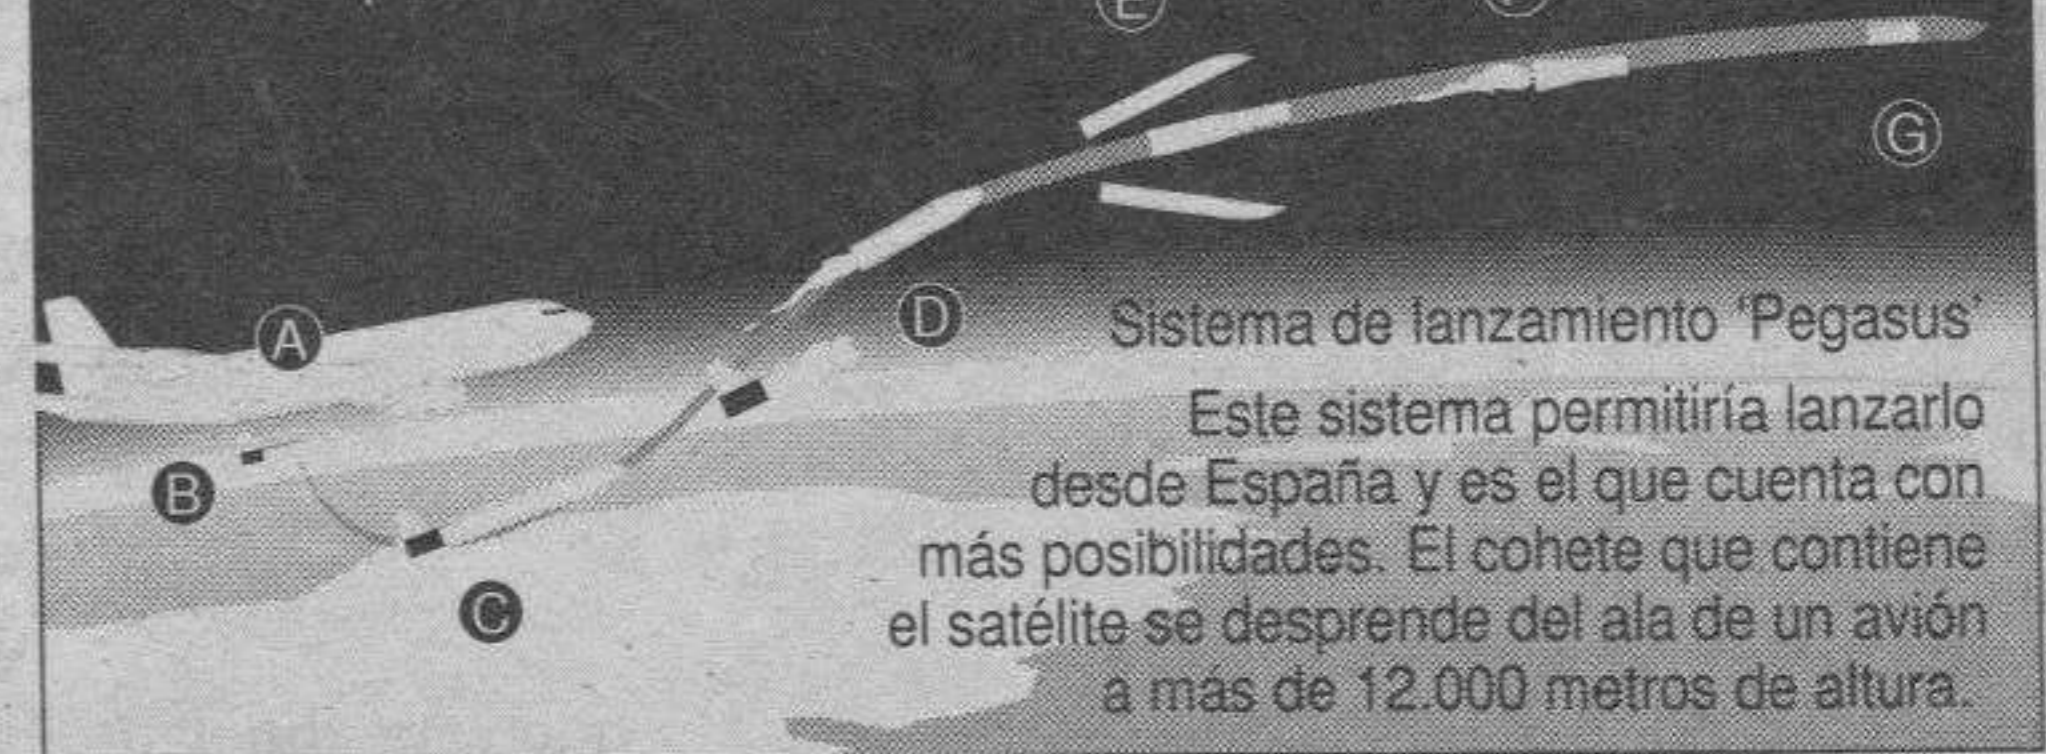 E
F
G
A
D
B
C
Sistema de lanzamiento 'Pegasus'
Este sistema permitiría lanzarlo
desde España y es el que cuenta con
más posibilidades. El cohete que contiene
el satélite se desprende del ala de un avión
a más de 12.000 metros de altura.